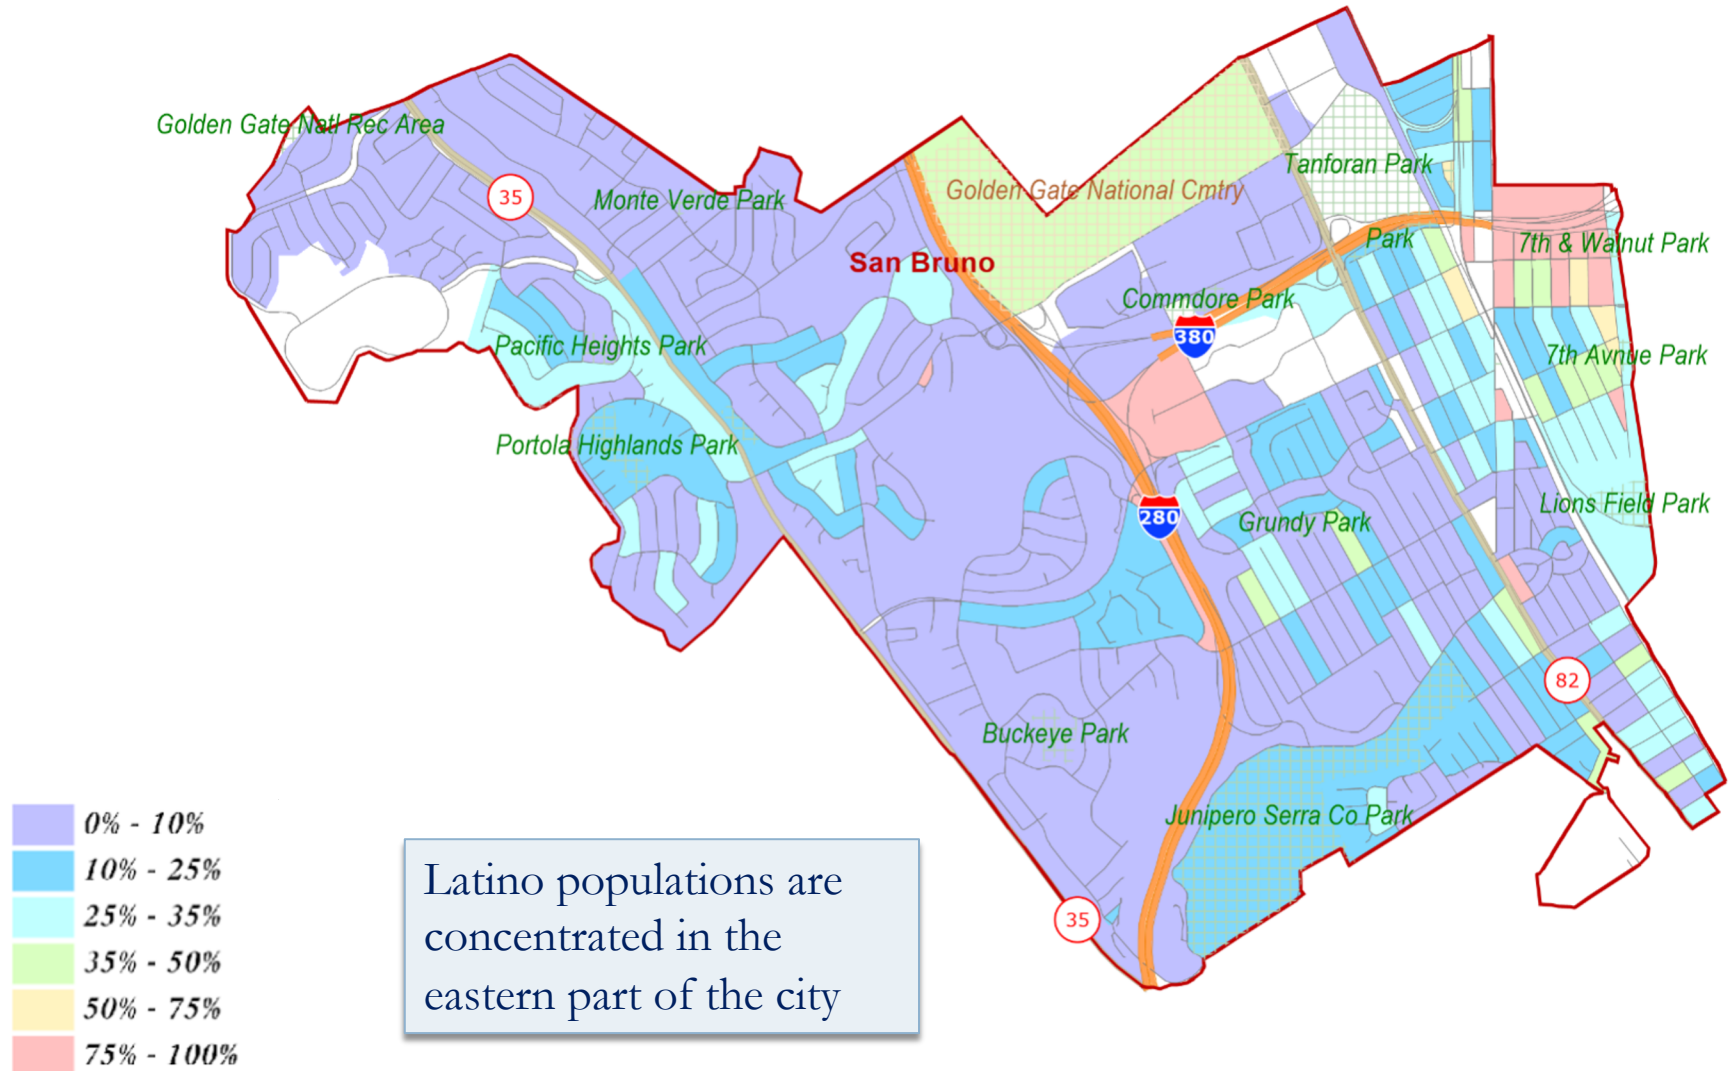 Golden Gate Natl Rec Area
35
Monte Verde Park
Golden Gate National Cmtry
Tanforan Park
San Bruno
Park
7th & Walnut Park
Commdore Park
380
Pacific Heights Park
7th Avnue Park
Portola Highlands Park
280
Grundy Park
Lions Field Park
82
Buckeye Park
Junipero Serra Co Park
35
0% - 10%
10% - 25%
25% - 35%
35% - 50%
50% - 75%
75% - 100%
Latino populations are
concentrated in the
eastern part of the city